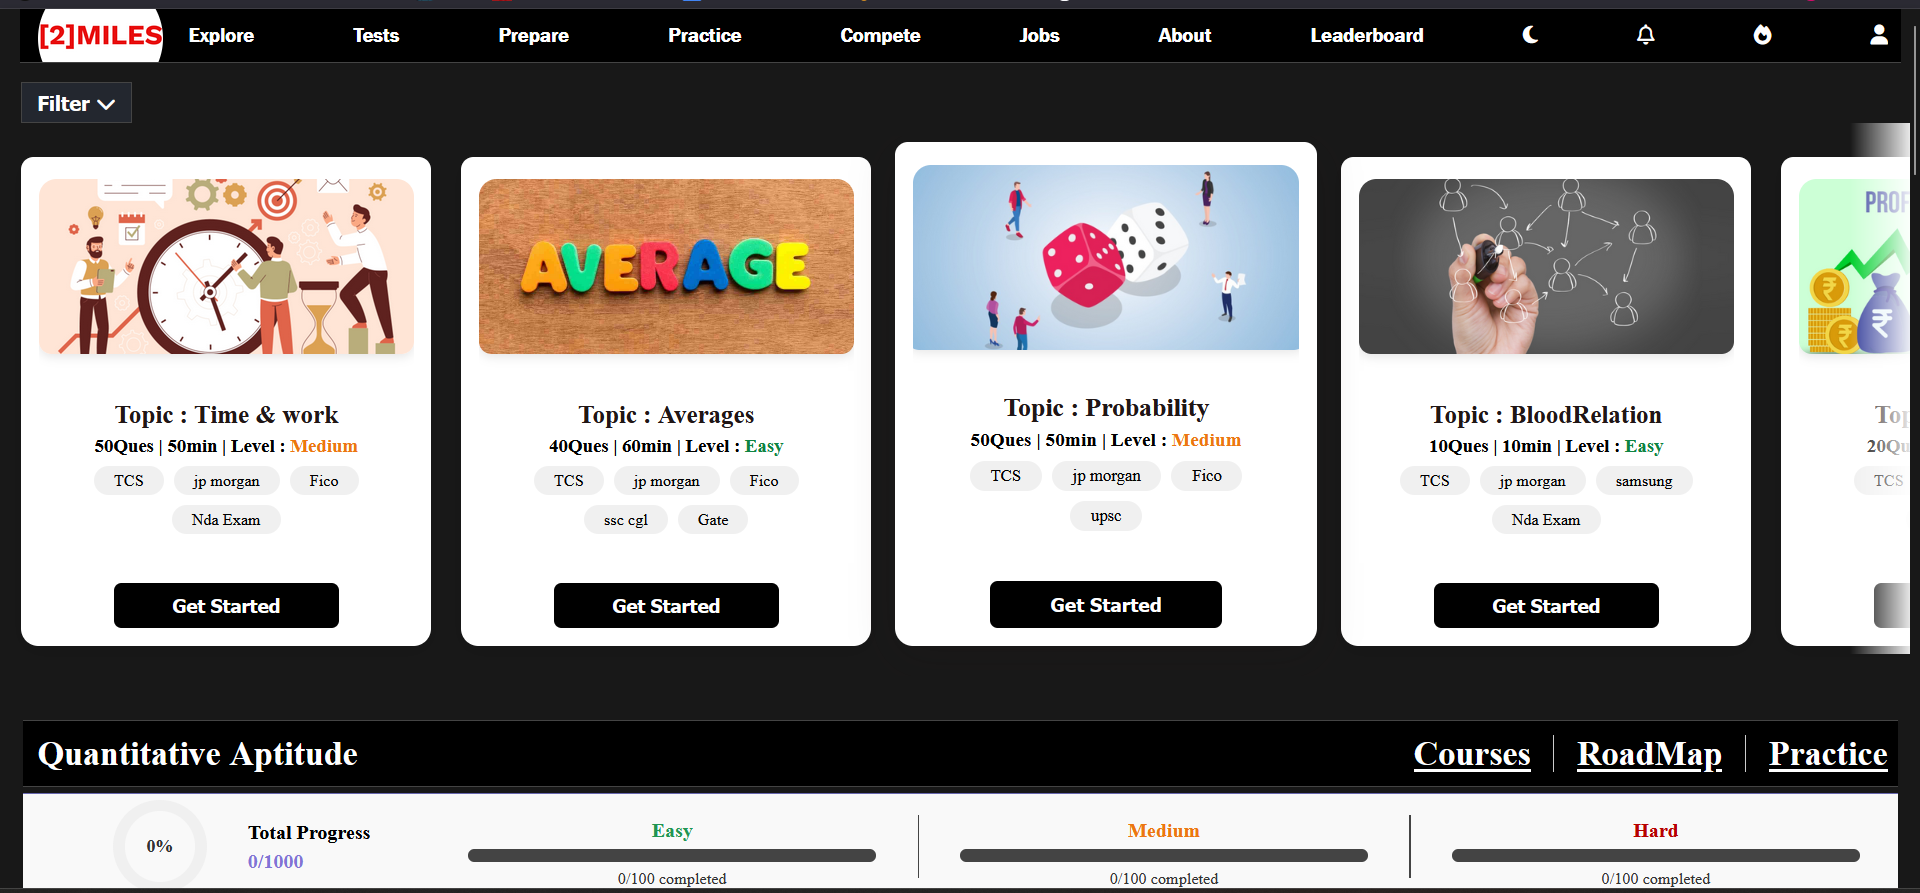 [2]MILES Explore Tests Prepare Practice Compete Jobs About Leaderboard
Filter
AVERAGE
PROF
Topic : Time & work
50Ques | 50min | Level : Medium
TCS jp morgan Fico
Nda Exam
Get Started
Topic : Averages
40Ques | 60min | Level : Easy
TCS jp morgan Fico
ssc cgl Gate
Get Started
Topic : Probability
50Ques | 50min | Level : Medium
TCS jp morgan Fico
upsc
Get Started
Topic : BloodRelation
10Ques | 10min | Level : Easy
TCS jp morgan samsung
Nda Exam
Get Started
Top
20Qu
TCS
Quantitative Aptitude Courses RoadMap Practice
0%
Total Progress
0/1000
Easy
0/100 completed
Medium
0/100 completed
Hard
0/100 completed